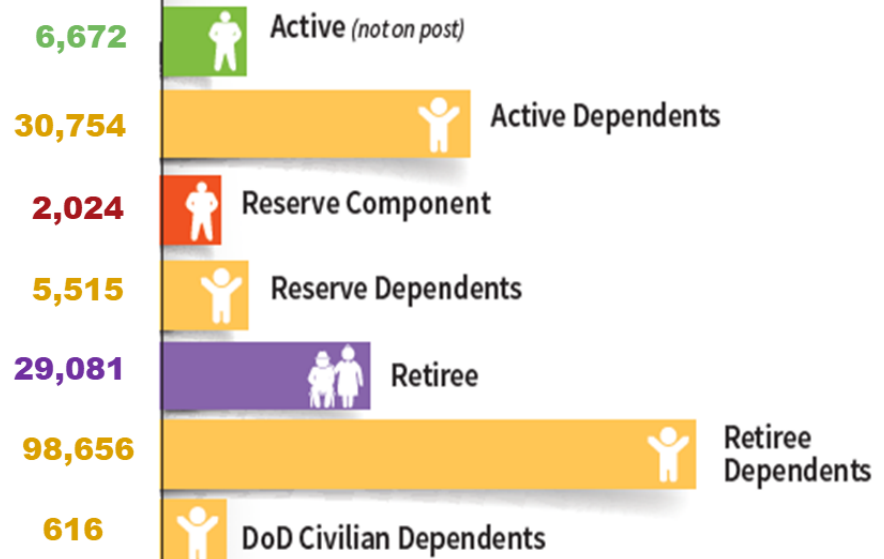 6,672 Active (not on post)
30,754 Active Dependents
2,024 Reserve Component
5,515 Reserve Dependents
29,081 Retiree
98,656 Retiree
Dependents
616 DoD Civilian Dependents